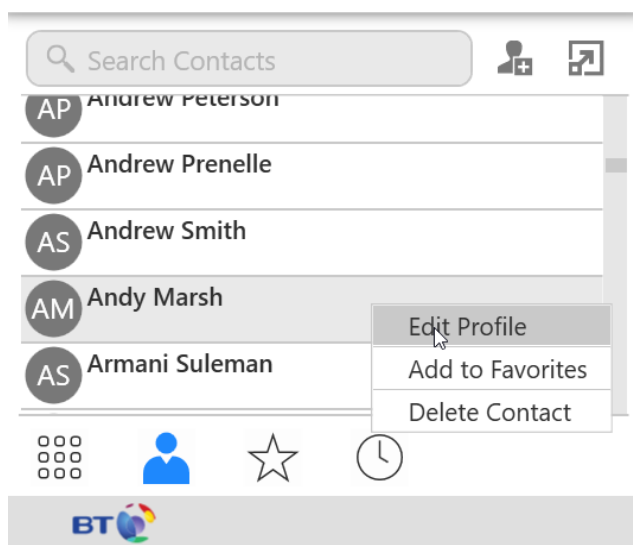 Search Contacts
AP Andrew Peterson
AP Andrew Prenelle
AS Andrew Smith
AM Andy Marsh
AS Armani Suleman
Edit Profile
Add to Favorites
Delete Contact
BT